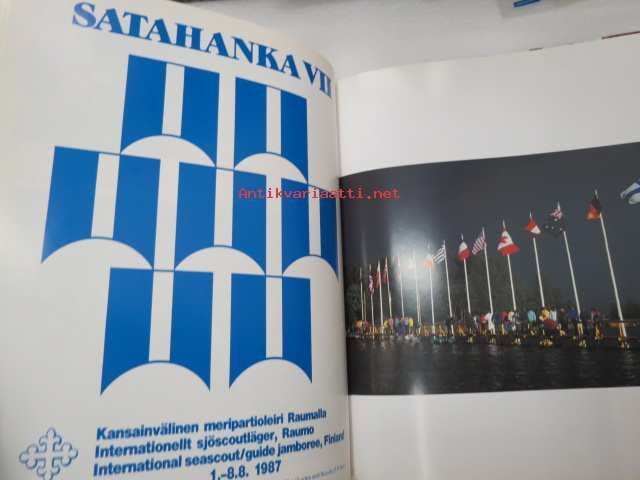 SATAHANKA VII
Antikvariaatti.net
Kansainvälinen meripartioleiri Raumalla
Internationellt sjöscoutläger, Raumo
International seascout/guide jamboree, Finland
1.-8.8. 1987